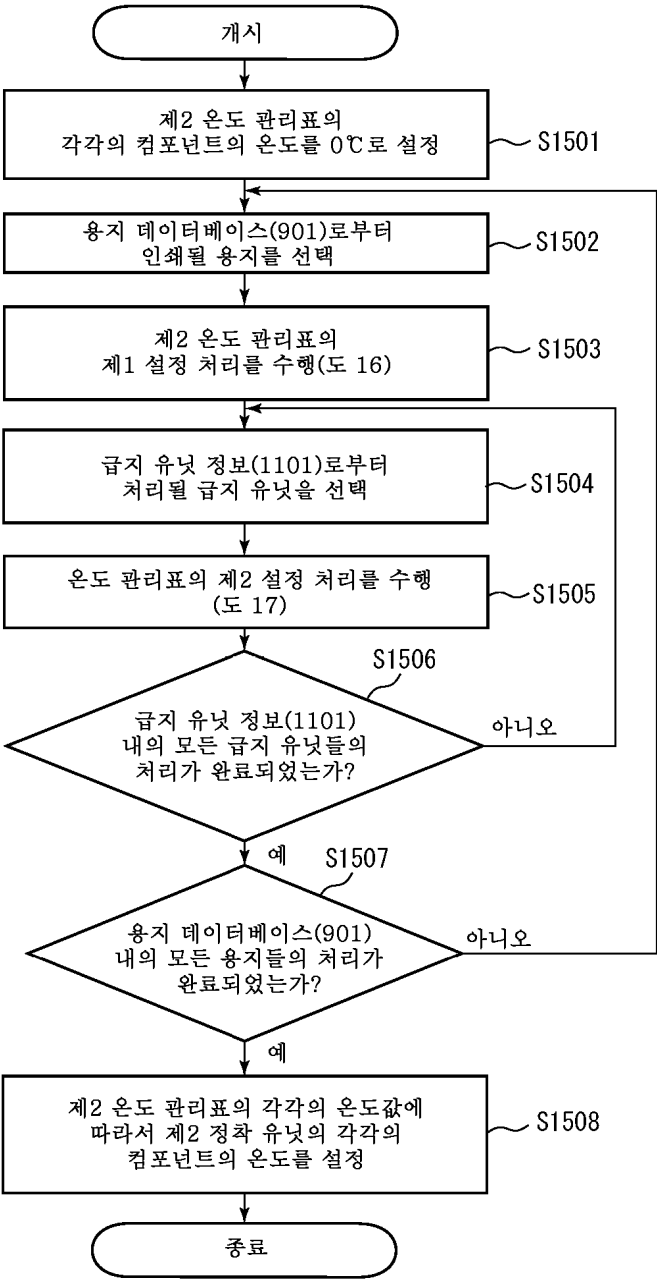 개시
제2 온도 관리표의
각각의 컴포넌트의 온도를 0℃로 설정
S1501
용지 데이터베이스(901)로부터
인쇄될 용지를 선택
S1502
제2 온도 관리표의
제1 설정 처리를 수행(도 16)
S1503
급지 유닛 정보(1101)로부터
처리될 급지 유닛을 선택
S1504
온도 관리표의 제2 설정 처리를 수행
(도 17)
S1505
S1506
급지 유닛 정보(1101)
내의 모든 급지 유닛들의
처리가 완료되었는가?
아니오
예
S1507
용지 데이터베이스(901)
내의 모든 용지들의 처리가
완료되었는가?
아니오
예
제2 온도 관리표의 각각의 온도값에
따라서 제2 정착 유닛의 각각의
컴포넌트의 온도를 설정
S1508
종료